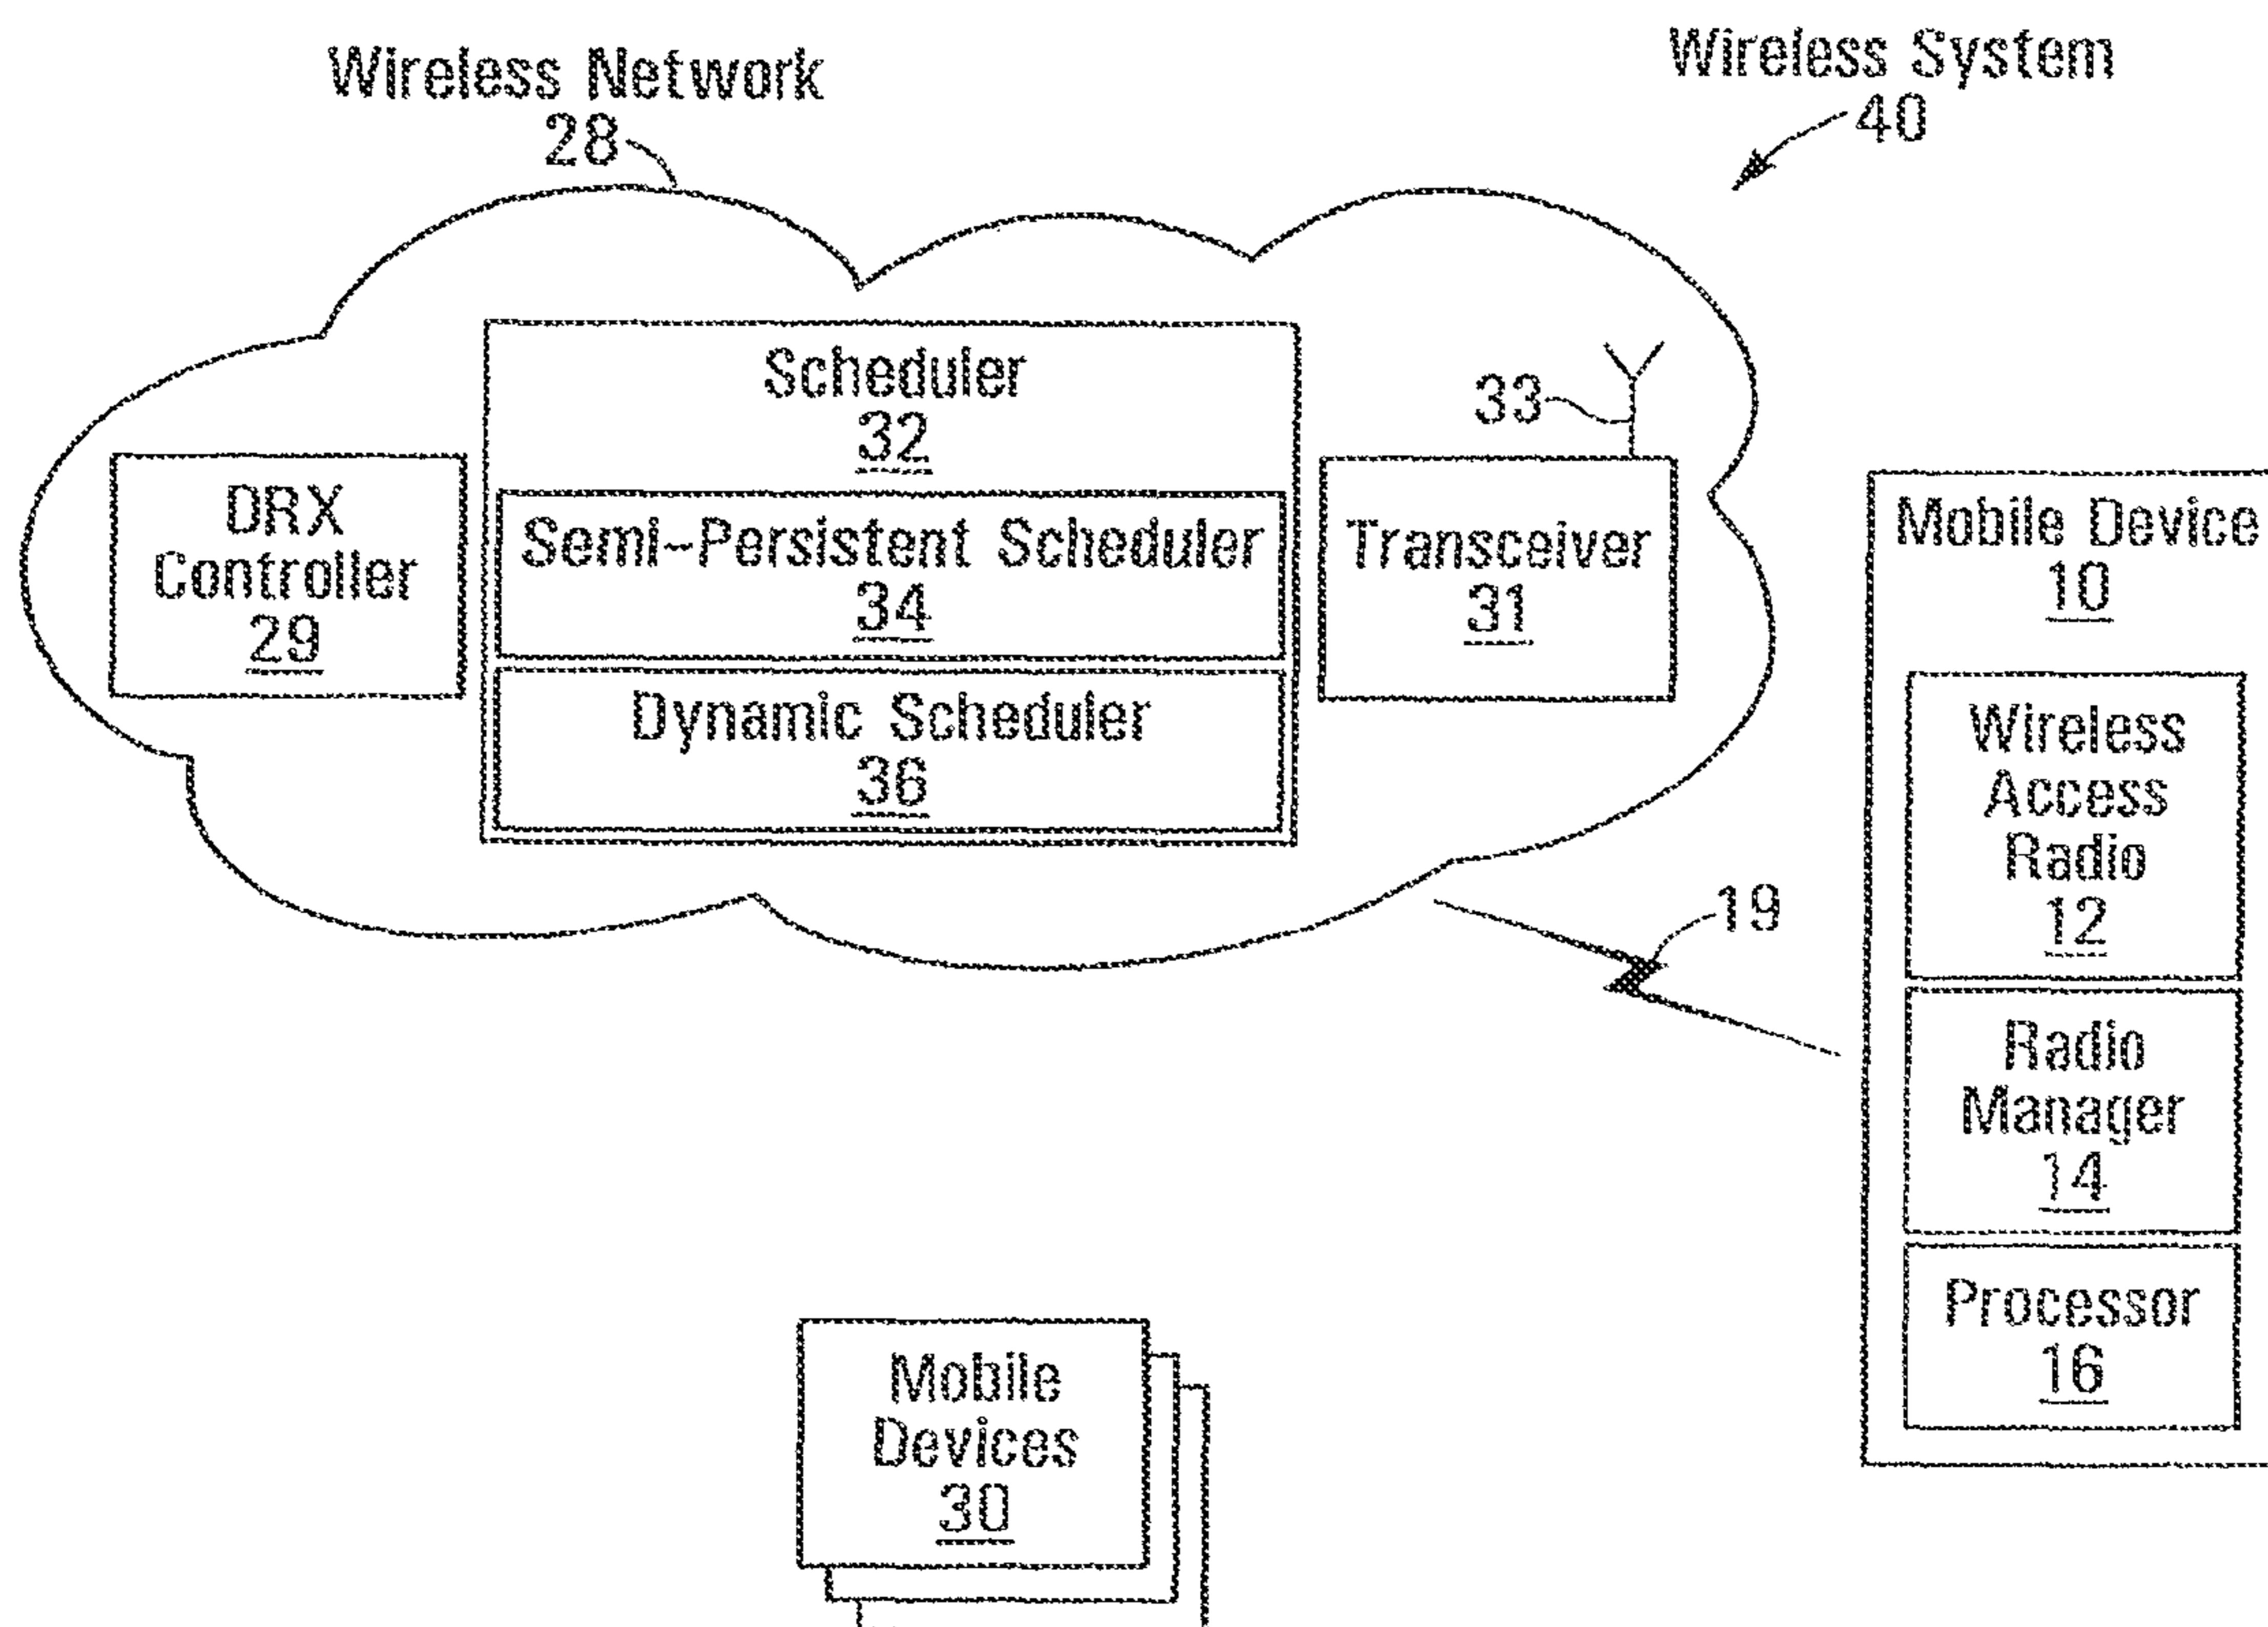 Wireless Network
28
Wireless System
40
Scheduler
32
33
DRX
Controller
29
Semi-Persistent Scheduler
34
Transceiver
31
Dynamic Scheduler
36
Mobile Device
10
Wireless
Access
Radio
12
19
Radio
Manager
14
Processor
16
Mobile
Devices
30